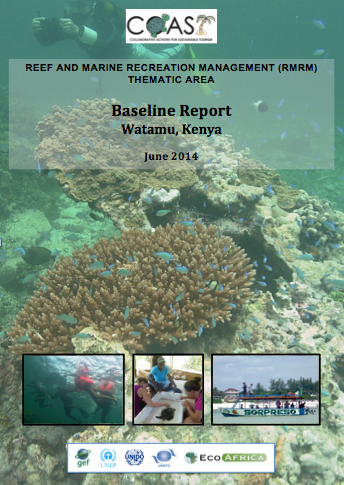 COAST
COLLABORATIVE ACTIONS FOR SUSTAINABLE TOURISM
REEF AND MARINE RECREATION MANAGEMENT (RMRM)
THEMATIC AREA
Baseline Report
Watamu, Kenya
June 2014
SORPRESO
gef
UNEP
UNIDO
UNWTO
ECOAFRICA